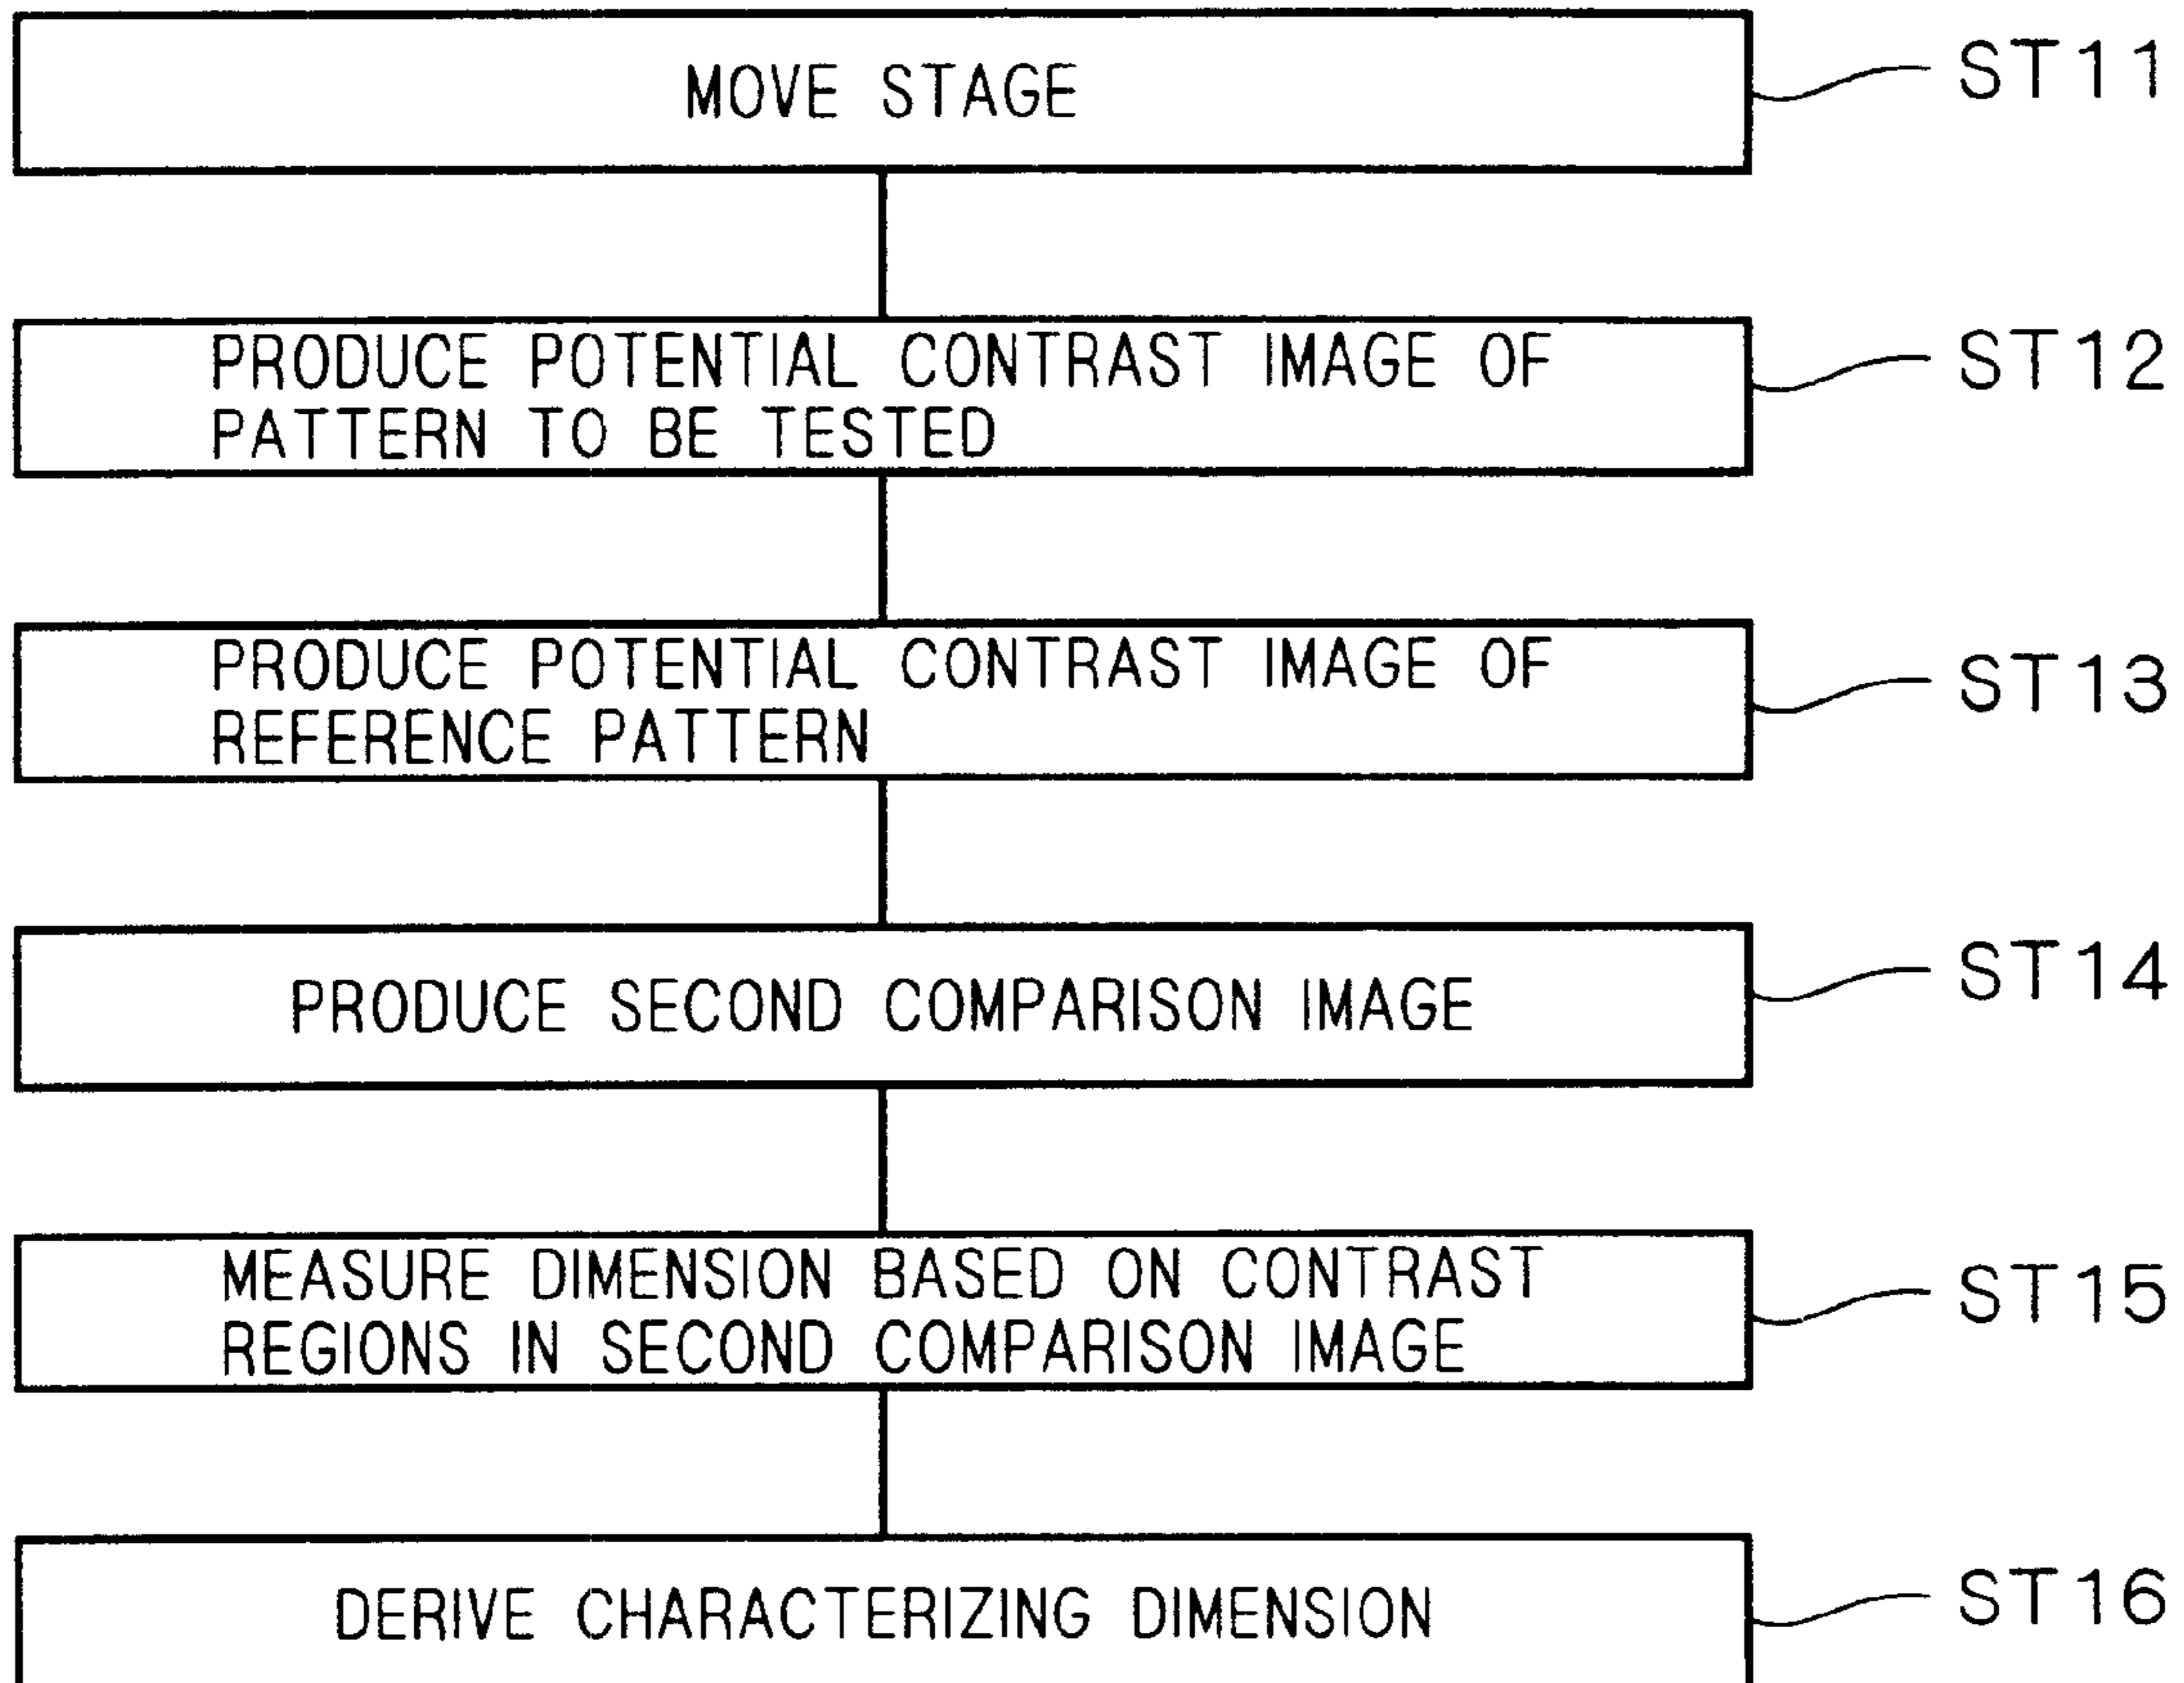 MOVE STAGE
ST11
PRODUCE POTENTIAL CONTRAST IMAGE OF
PATTERN TO BE TESTED
ST12
PRODUCE POTENTIAL CONTRAST IMAGE OF
REFERENCE PATTERN
ST13
PRODUCE SECOND COMPARISON IMAGE
ST14
MEASURE DIMENSION BASED ON CONTRAST
REGIONS IN SECOND COMPARISON IMAGE
ST15
DERIVE CHARACTERIZING DIMENSION
ST16